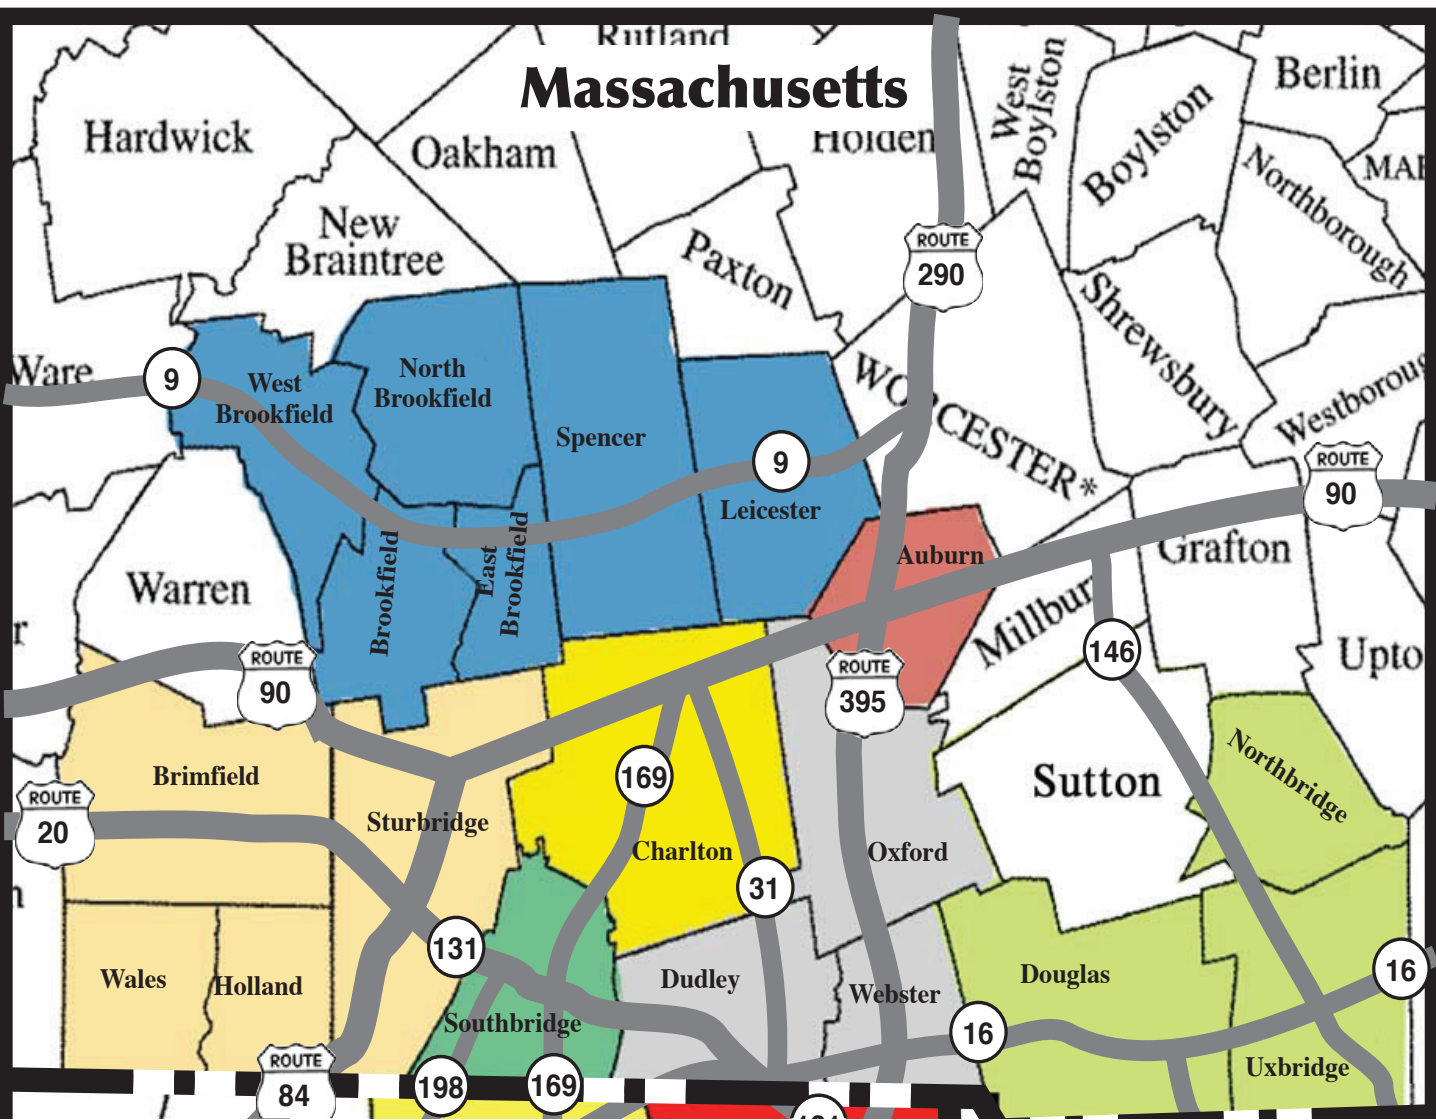 Rutland
Massachusetts
West
Boylston
Berlin
Hardwick
Oakham
Holden
Boylston
Northborough
New
Braintree
Paxton
ROUTE
290
Shrewsbury
Ware
9
West
Brookfield
North
Brookfield
WORCESTER*
Westboroug
Spencer
9
Leicester
ROUTE
90
Auburn
Grafton
Warren
Brookfield
East
Brookfield
Millbur
146
Upto
r
ROUTE
90
ROUTE
395
Brimfield
169
Sutton
Northbridge
ROUTE
20
Sturbridge
Charlton
Oxford
31
n
131
Wales
Holland
Dudley
Webster
Douglas
16
Southbridge
16
Uxbridge
ROUTE
84
198
169